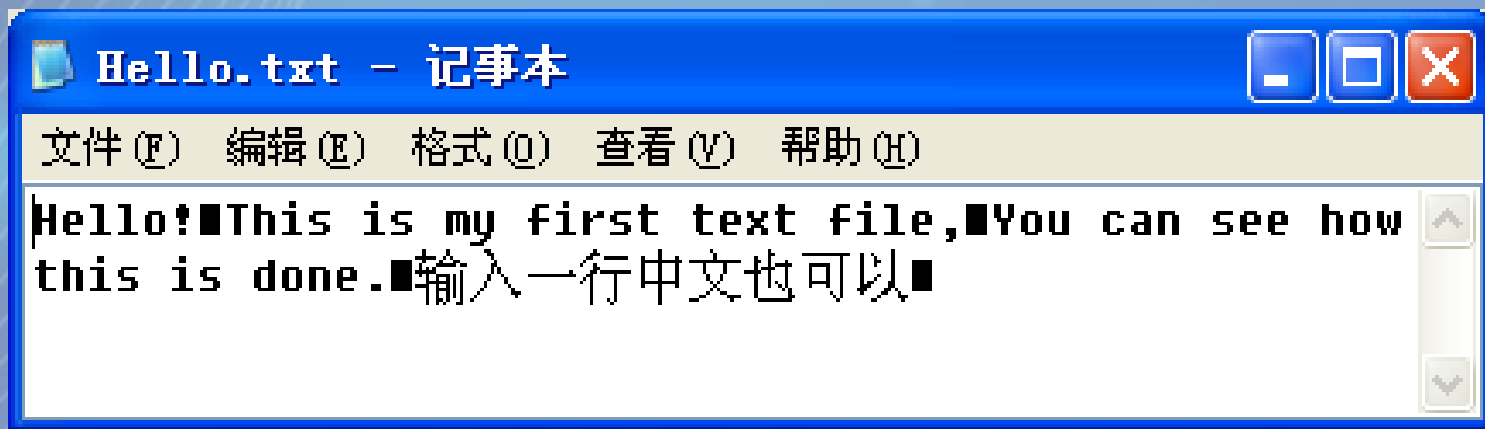 Hello.txt - 记事本
文件(F) 编辑(E) 格式(O) 查看(V) 帮助(H)
Hello!■This is my first text file,■You can see how
this is done.■输入一行中文也可以■